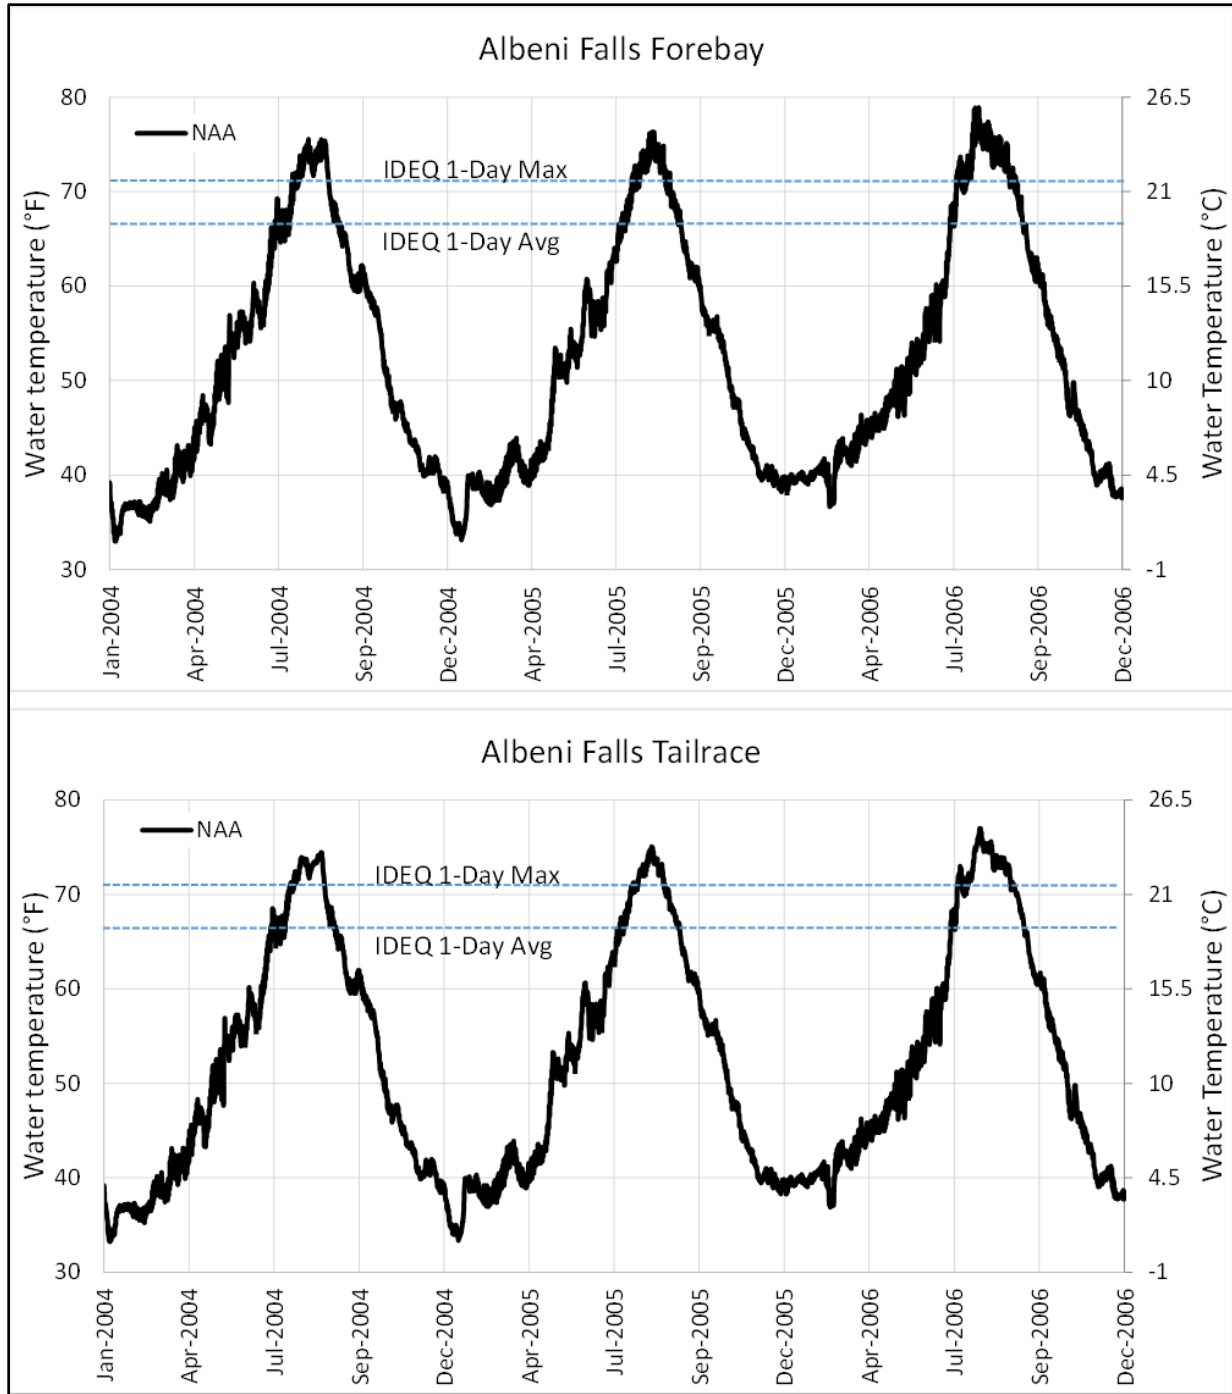 Albeni Falls Forebay
NAA
IDEQ 1-Day Max
IDEQ 1-Day Avg
Water temperature (°F)
80
70
60
50
40
30
Water Temperature (°C)
26.5
21
15.5
10
4.5
-1
Jan-2004
Apr-2004
Jul-2004
Sep-2004
Dec-2004
Apr-2005
Jul-2005
Sep-2005
Dec-2005
Apr-2006
Jul-2006
Sep-2006
Dec-2006
Albeni Falls Tailrace
NAA
IDEQ 1-Day Max
IDEQ 1-Day Avg
Water temperature (°F)
80
70
60
50
40
30
Water Temperature (°C)
26.5
21
15.5
10
4.5
-1
Jan-2004
Apr-2004
Jul-2004
Sep-2004
Dec-2004
Apr-2005
Jul-2005
Sep-2005
Dec-2005
Apr-2006
Jul-2006
Sep-2006
Dec-2006